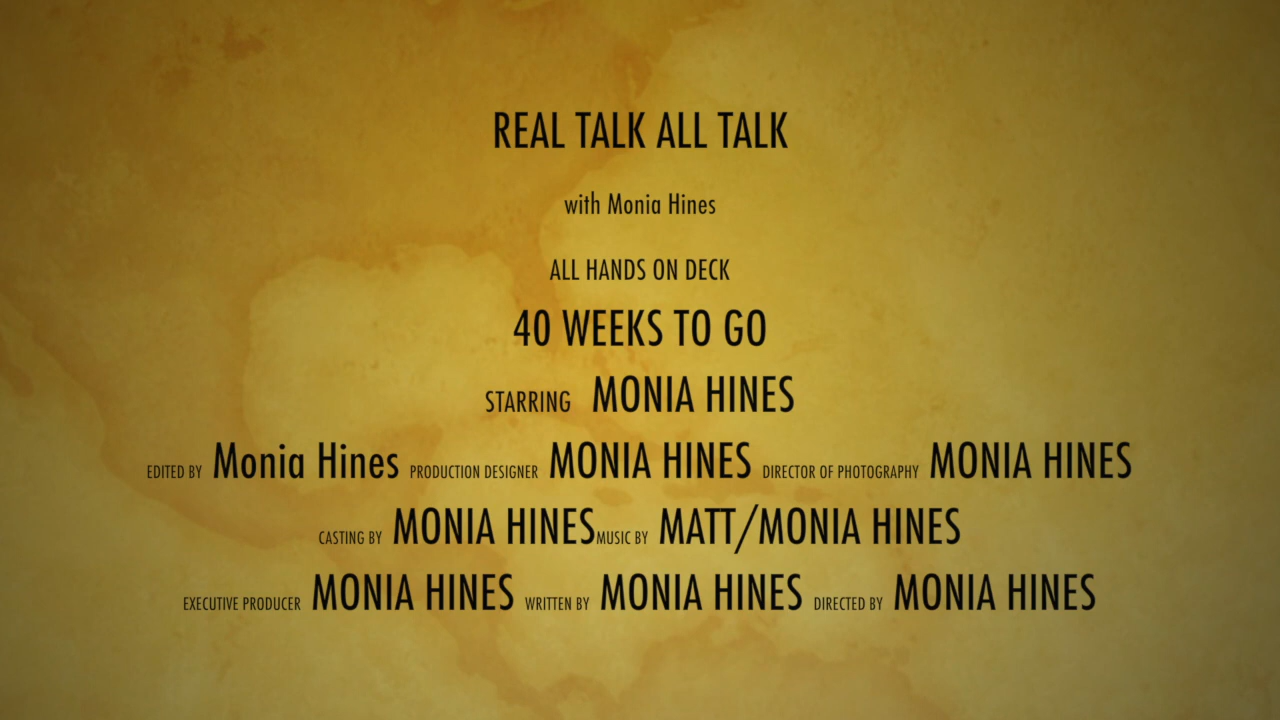 REAL TALK ALL TALK
with Monia Hines
ALL HANDS ON DECK
40 WEEKS TO GO
STARRING MONIA HINES
EDITED BY Monia Hines PRODUCTION DESIGNER MONIA HINES DIRECTOR OF PHOTOGRAPHY MONIA HINES
CASTING BY MONIA HINES MUSIC BY MATT/MONIA HINES
EXECUTIVE PRODUCER MONIA HINES WRITTEN BY MONIA HINES DIRECTED BY MONIA HINES